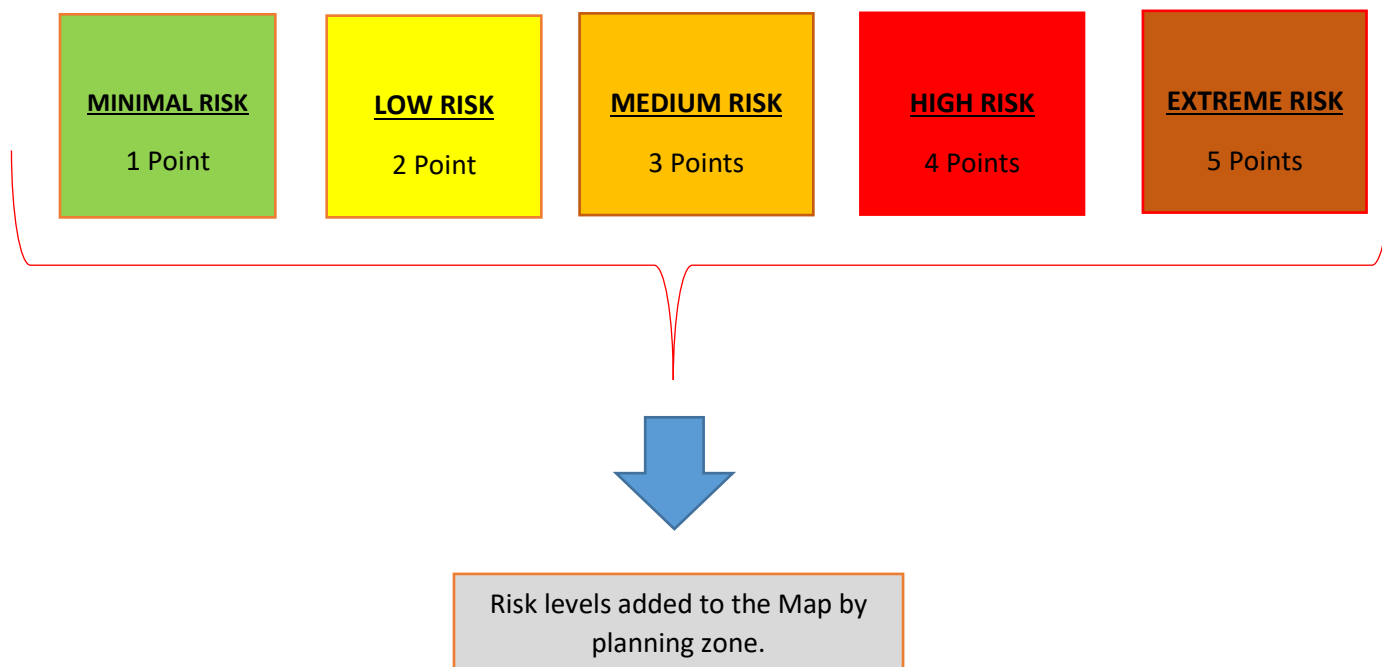 MINIMAL RISK
1 Point
LOW RISK
2 Point
MEDIUM RISK
3 Points
HIGH RISK
4 Points
EXTREME RISK
5 Points
Risk levels added to the Map by
planning zone.